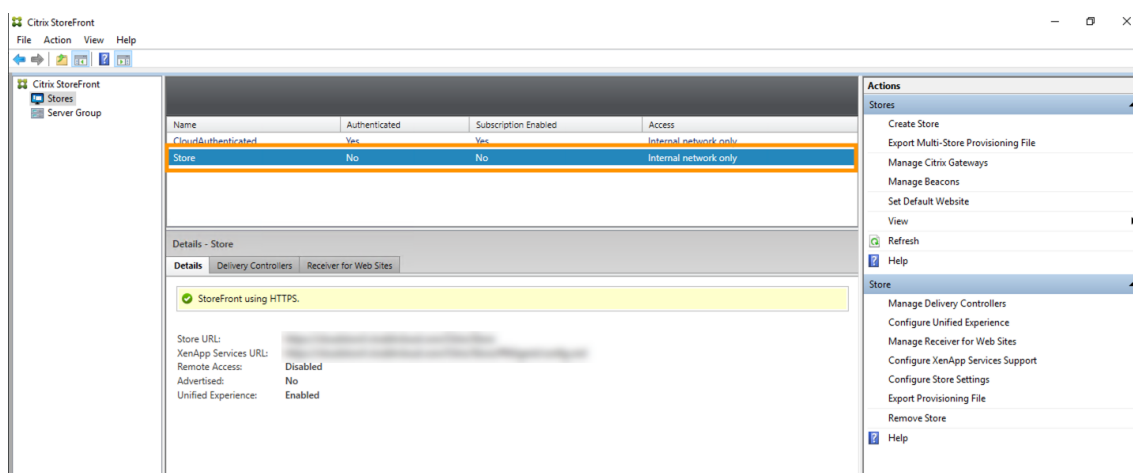 Citrix StoreFront
File Action View Help
Citrix StoreFront
Stores
Server Group
Name Authenticated Subscription Enabled Access
CloudAuthenticated Yes Yes Internal network only
Store No No Internal network only
Details - Store
Details Delivery Controllers Receiver for Web Sites
StoreFront using HTTPS.
Store URL:
XenApp Services URL:
Remote Access: Disabled
Advertised: No
Unified Experience: Enabled
Actions
Stores
Create Store
Export Multi-Store Provisioning File
Manage Citrix Gateways
Manage Beacons
Set Default Website
View
Refresh
Help
Store
Manage Delivery Controllers
Configure Unified Experience
Manage Receiver for Web Sites
Configure XenApp Services Support
Configure Store Settings
Export Provisioning File
Remove Store
Help